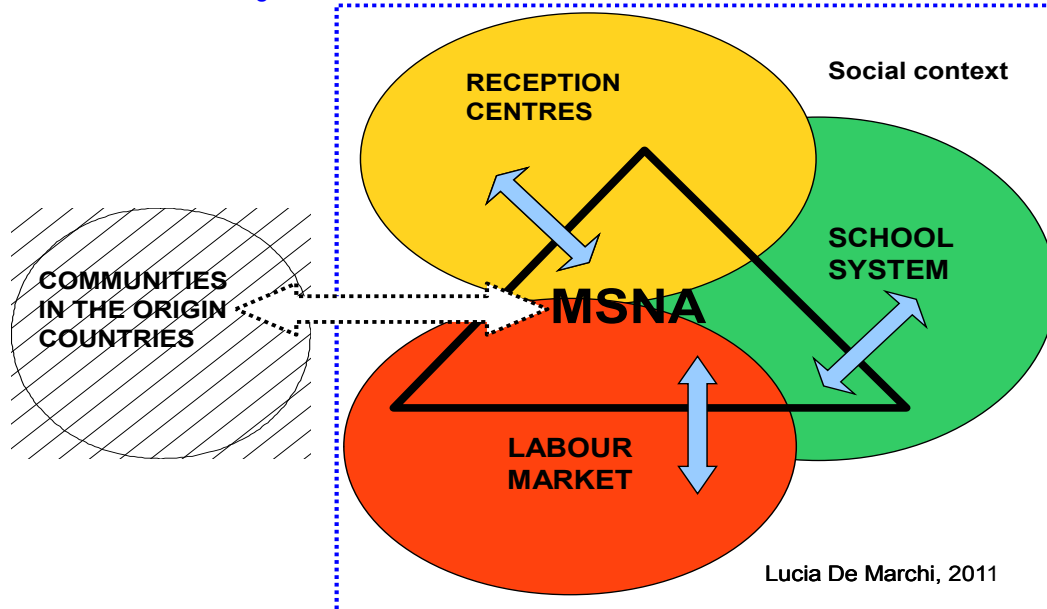 RECEPTION
CENTRES
Social context
SCHOOL
SYSTEM
COMMUNITIES
IN THE ORIGIN
COUNTRIES
MSNA
LABOUR
MARKET
Lucia De Marchi, 2011